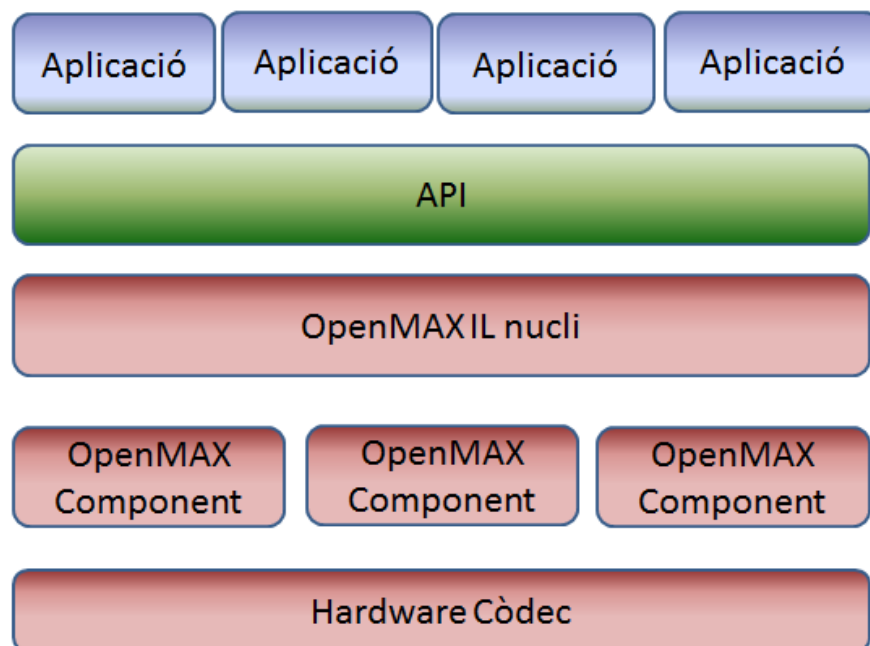 Aplicació
Aplicació
Aplicació
Aplicació
API
OpenMAX IL nucli
OpenMAX
Component
OpenMAX
Component
OpenMAX
Component
Hardware Còdec